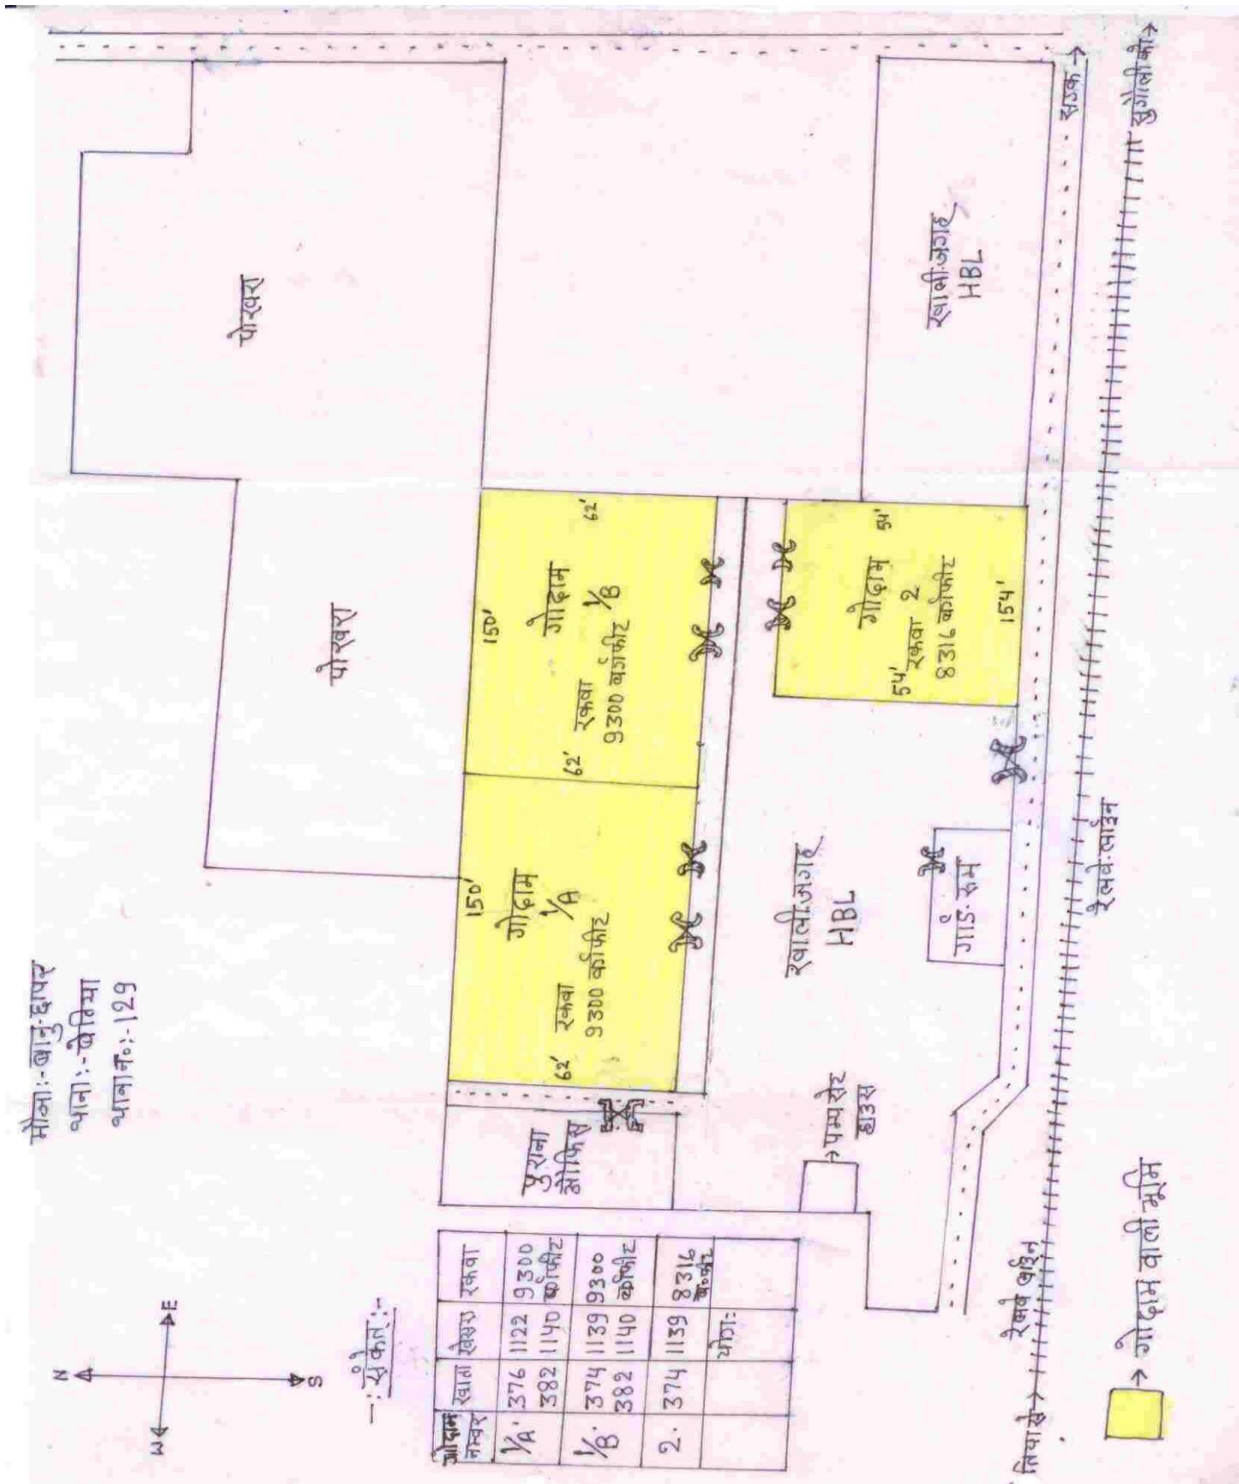 मौजा:- बानुछापर
थाना:- बेतिया
थाना नं०:- 129
N
E
S
W
-: संकेत :-
गोदाम नम्बर | खाता | खेसरा | रकवा
1/A. | 376 | 1122 | 9300
382 | 1140 | वर्गफीट
1/B. | 374 | 1139 | 9300
382 | 1140 | वर्गफीट
2. | 374 | 1139 | 8316
व०फीट
योग:
पोखरा
पोखरा
150'
गोदाम
1/A
रकवा
9300 वर्गफीट
62'
150'
गोदाम
1/B
रकवा
9300 वर्गफीट
62'
62'
पुराना
ऑफिस
खाली जगह
HBL
गोदाम
2
रकवा
8316 वर्गफीट
54'
54'
154'
खाली जगह
HBL
गार्ड रुम
→ पम्प सेट
हाउस
सड़क →
सुगौली को →
रेलवे लाईन
रेलवे लाईन
→ गोदाम वाली भूमि